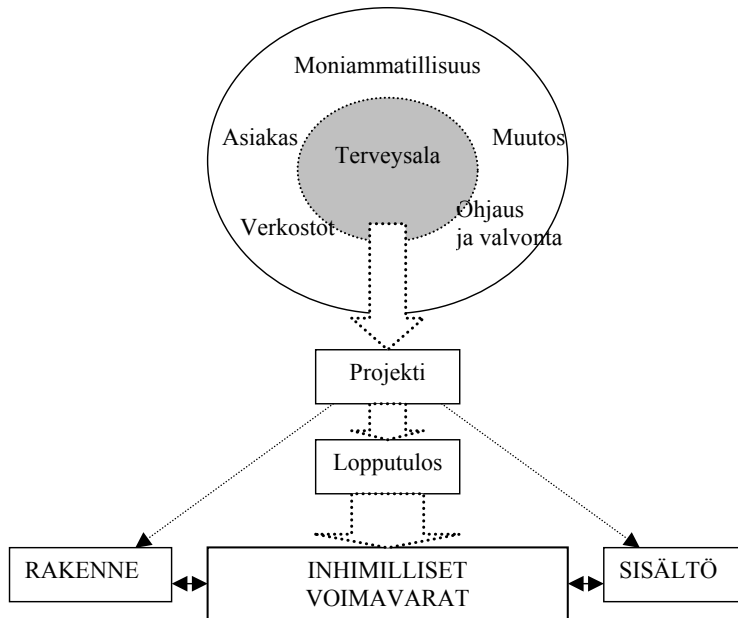 Moniammatillisuus
Asiakas
Muutos
Terveysala
Verkostot
Ohjaus
ja valvonta
Projekti
Lopputulos
RAKENNE
INHIMILLISET
VOIMAVARAT
SISÄLTÖ